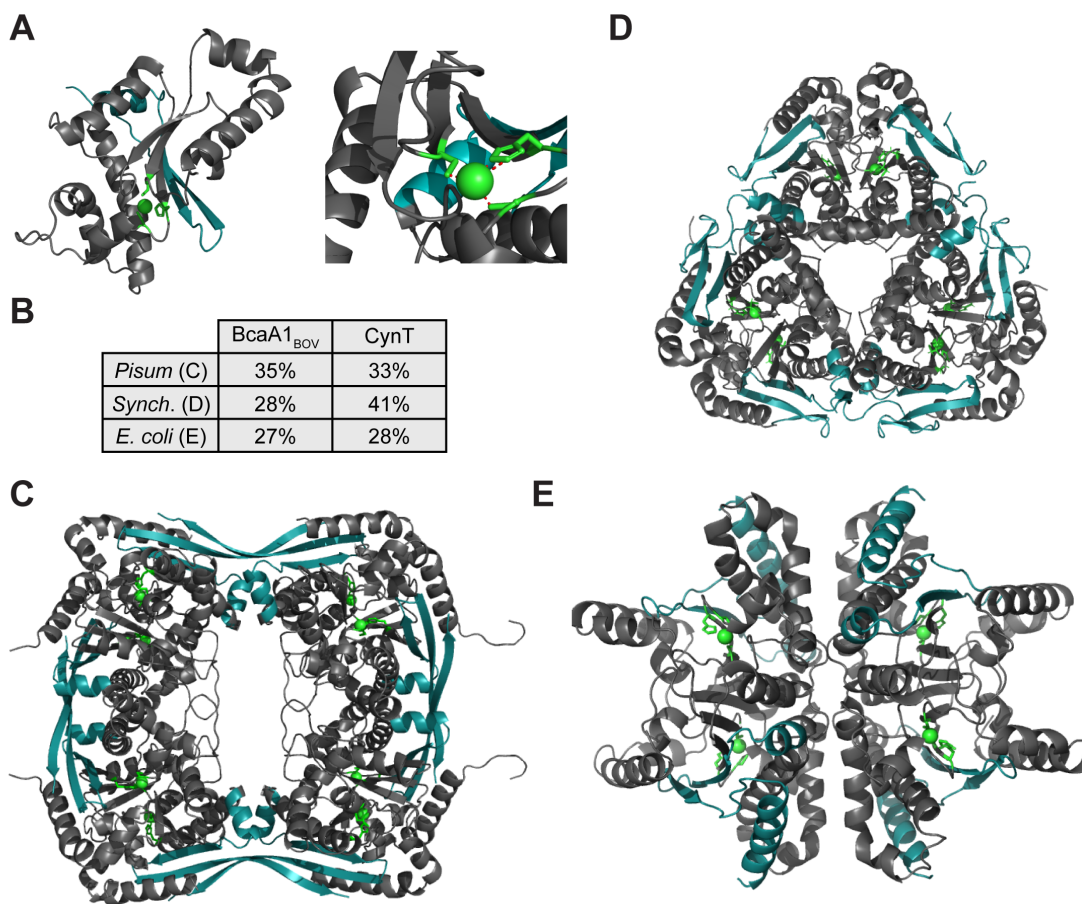 A
D
B
BcaA1BOV CynT
Pisum (C) 35% 33%
Synch. (D) 28% 41%
E. coli (E) 27% 28%
C
E